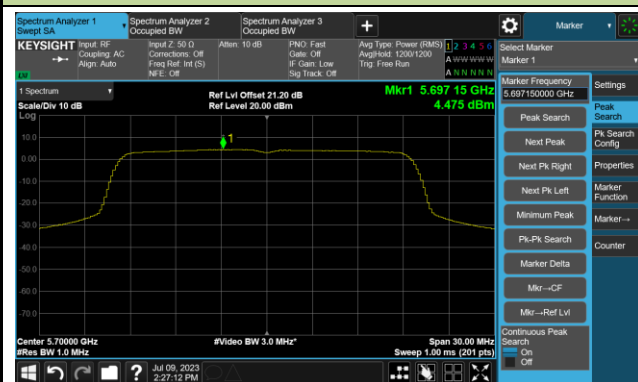 Spectrum Analyzer 1
Swept SA
Spectrum Analyzer 2
Occupied BW
Spectrum Analyzer 3
Occupied BW
+
Marker
KEYSIGHT
Input: RF
Coupling: AC
Align: Auto
Input Z: 50 Ω
Corrections: Off
Freq Ref: Int (S)
NFE: Off
Atten: 10 dB
PNO: Fast
Gate: Off
IF Gain: Low
Sig Track: Off
Avg Type: Power (RMS)
Avg|Hold: 1200/1200
Trig: Free Run
1 2 3 4 5 6
A W W W W W
A N N N N N
Select Marker
Marker 1
1 Spectrum
Scale/Div 10 dB
Ref Lvl Offset 21.20 dB
Ref Level 20.00 dBm
Mkr1 5.697 15 GHz
4.475 dBm
Log
10.0
0.00
-10.0
-20.0
-30.0
-40.0
-50.0
-60.0
-70.0
1
Center 5.70000 GHz
#Res BW 1.0 MHz
#Video BW 3.0 MHz*
Span 30.00 MHz
Sweep 1.00 ms (201 pts)
Marker Frequency
5.697150000 GHz
Peak Search
Next Peak
Next Pk Right
Next Pk Left
Minimum Peak
Pk-Pk Search
Marker Delta
Mkr→CF
Mkr→Ref Lvl
Continuous Peak
Search
On
Off
Settings
Peak
Search
Pk Search
Config
Properties
Marker
Function
Marker→
Counter
?
Jul 09, 2023
2:27:12 PM